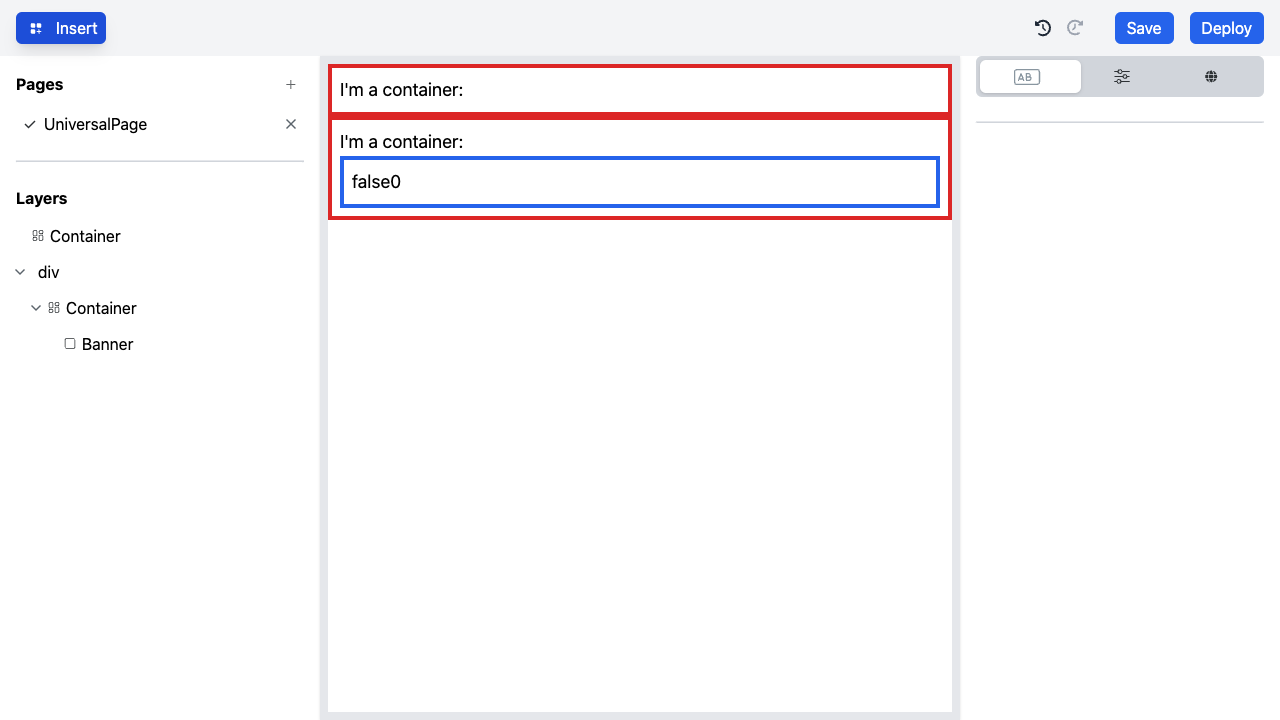 Insert
Save
Deploy
Pages
UniversalPage
Layers
Container
div
Container
Banner
I'm a container:
I'm a container:
false0
AB